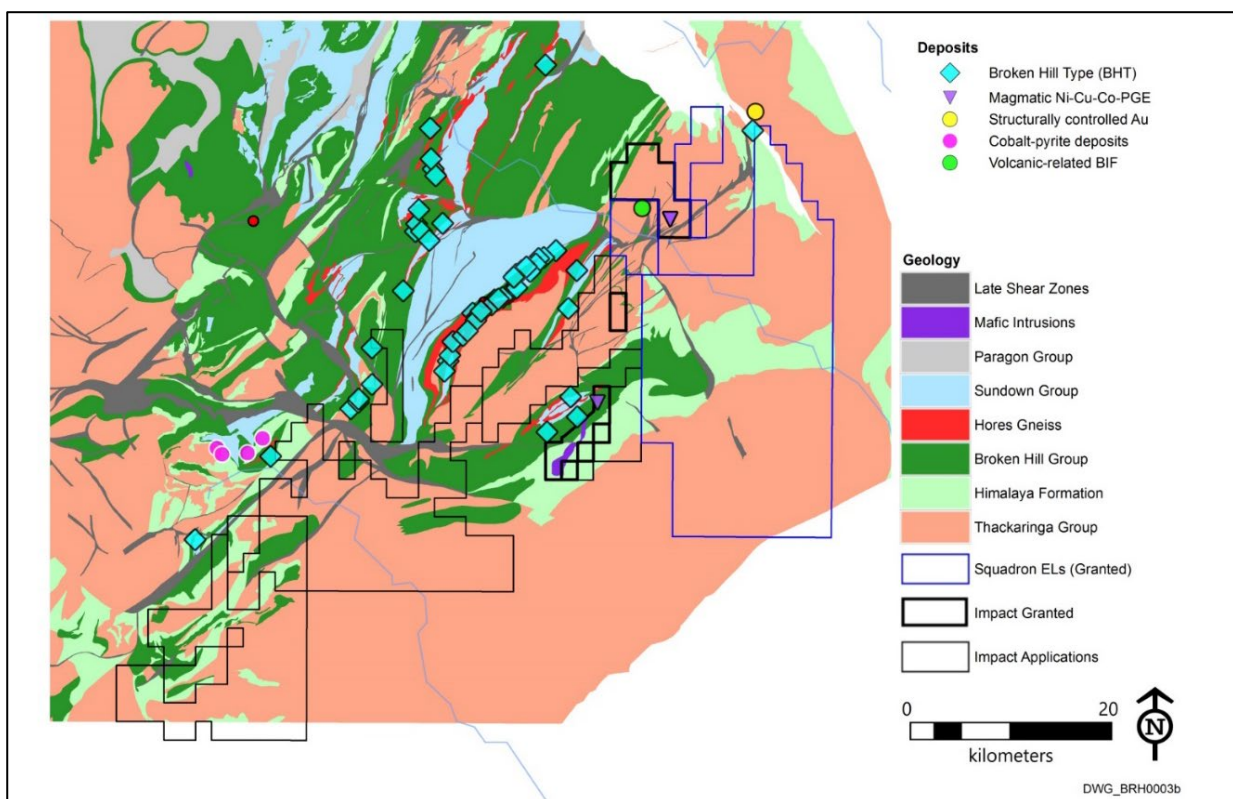 Deposits
Broken Hill Type (BHT)
Magmatic Ni-Cu-Co-PGE
Structurally controlled Au
Cobalt-pyrite deposits
Volcanic-related BIF
Geology
Late Shear Zones
Mafic Intrusions
Paragon Group
Sundown Group
Hores Gneiss
Broken Hill Group
Himalaya Formation
Thackaringa Group
Squadron ELs (Granted)
Impact Granted
Impact Applications
0 20
kilometers
N
DWG_BRH0003b